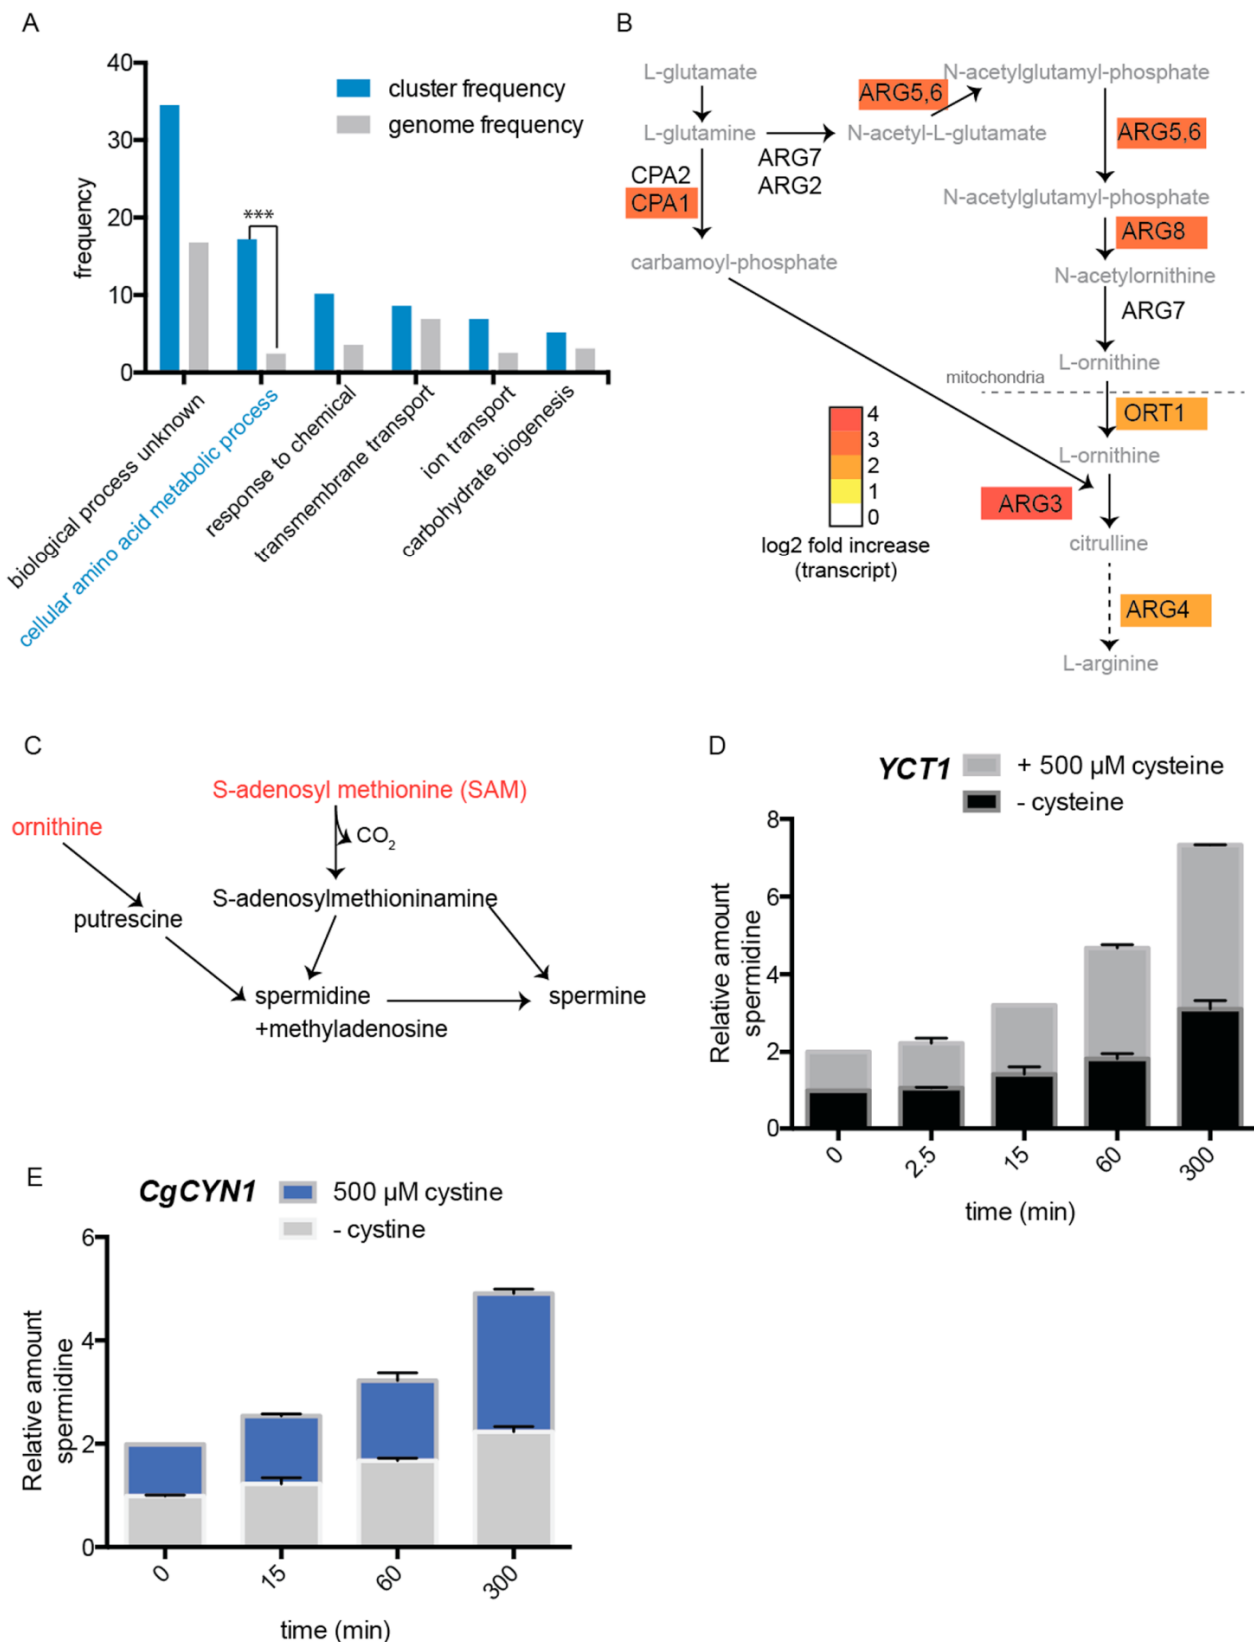 A
40
30
20
10
0
frequency
cluster frequency
genome frequency
***
biological process unknown
cellular amino acid metabolic process
response to chemical
transmembrane transport
ion transport
carbohydrate biogenesis
B
L-glutamate
N-acetylglutamyl-phosphate
ARG5,6
L-glutamine
N-acetyl-L-glutamate
ARG5,6
ARG7
ARG2
CPA2
CPA1
N-acetylglutamyl-phosphate
ARG8
carbamoyl-phosphate
N-acetylornithine
ARG7
L-ornithine
mitochondria
ORT1
4
3
2
1
0
log2 fold increase
(transcript)
L-ornithine
ARG3
citrulline
ARG4
L-arginine
C
S-adenosyl methionine (SAM)
ornithine
CO2
S-adenosylmethioninamine
putrescine
spermidine
+methyladenosine
spermine
D
YCT1
+ 500 µM cysteine
- cysteine
8
6
4
2
0
Relative amount
spermidine
0
2.5
15
60
300
time (min)
E
CgCYN1
500 µM cystine
- cystine
6
4
2
0
Relative amount
spermidine
0
15
60
300
time (min)